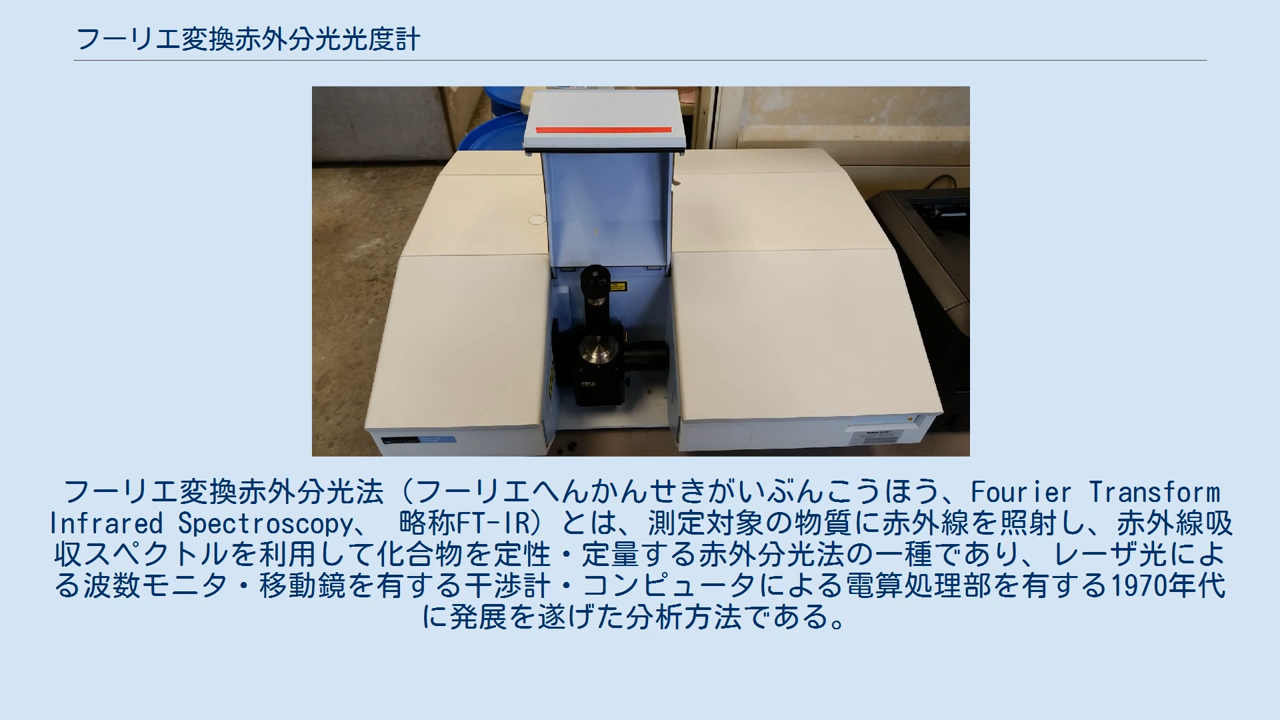 フーリエ変換赤外分光光度計
フーリエ変換赤外分光法（フーリエへんかんせきがいぶんこうほう、Fourier Transform
Infrared Spectroscopy、 略称FT-IR）とは、測定対象の物質に赤外線を照射し、赤外線吸
収スペクトルを利用して化合物を定性・定量する赤外分光法の一種であり、レーザ光によ
る波数モニタ・移動鏡を有する干渉計・コンピュータによる電算処理部を有する1970年代
に発展を遂げた分析方法である。